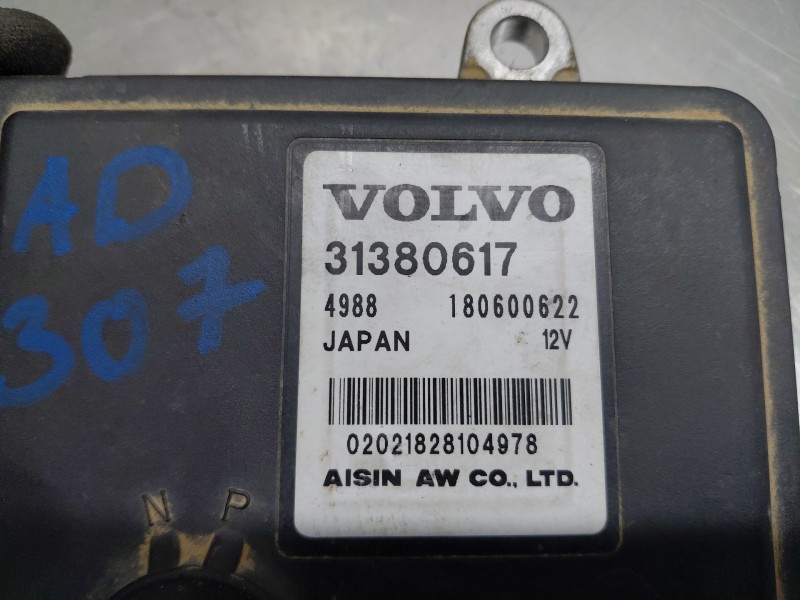 AD
307
VOLVO
31380617
4988 180600622
JAPAN 12V
02021828104978
AISIN AW CO., LTD.
N P